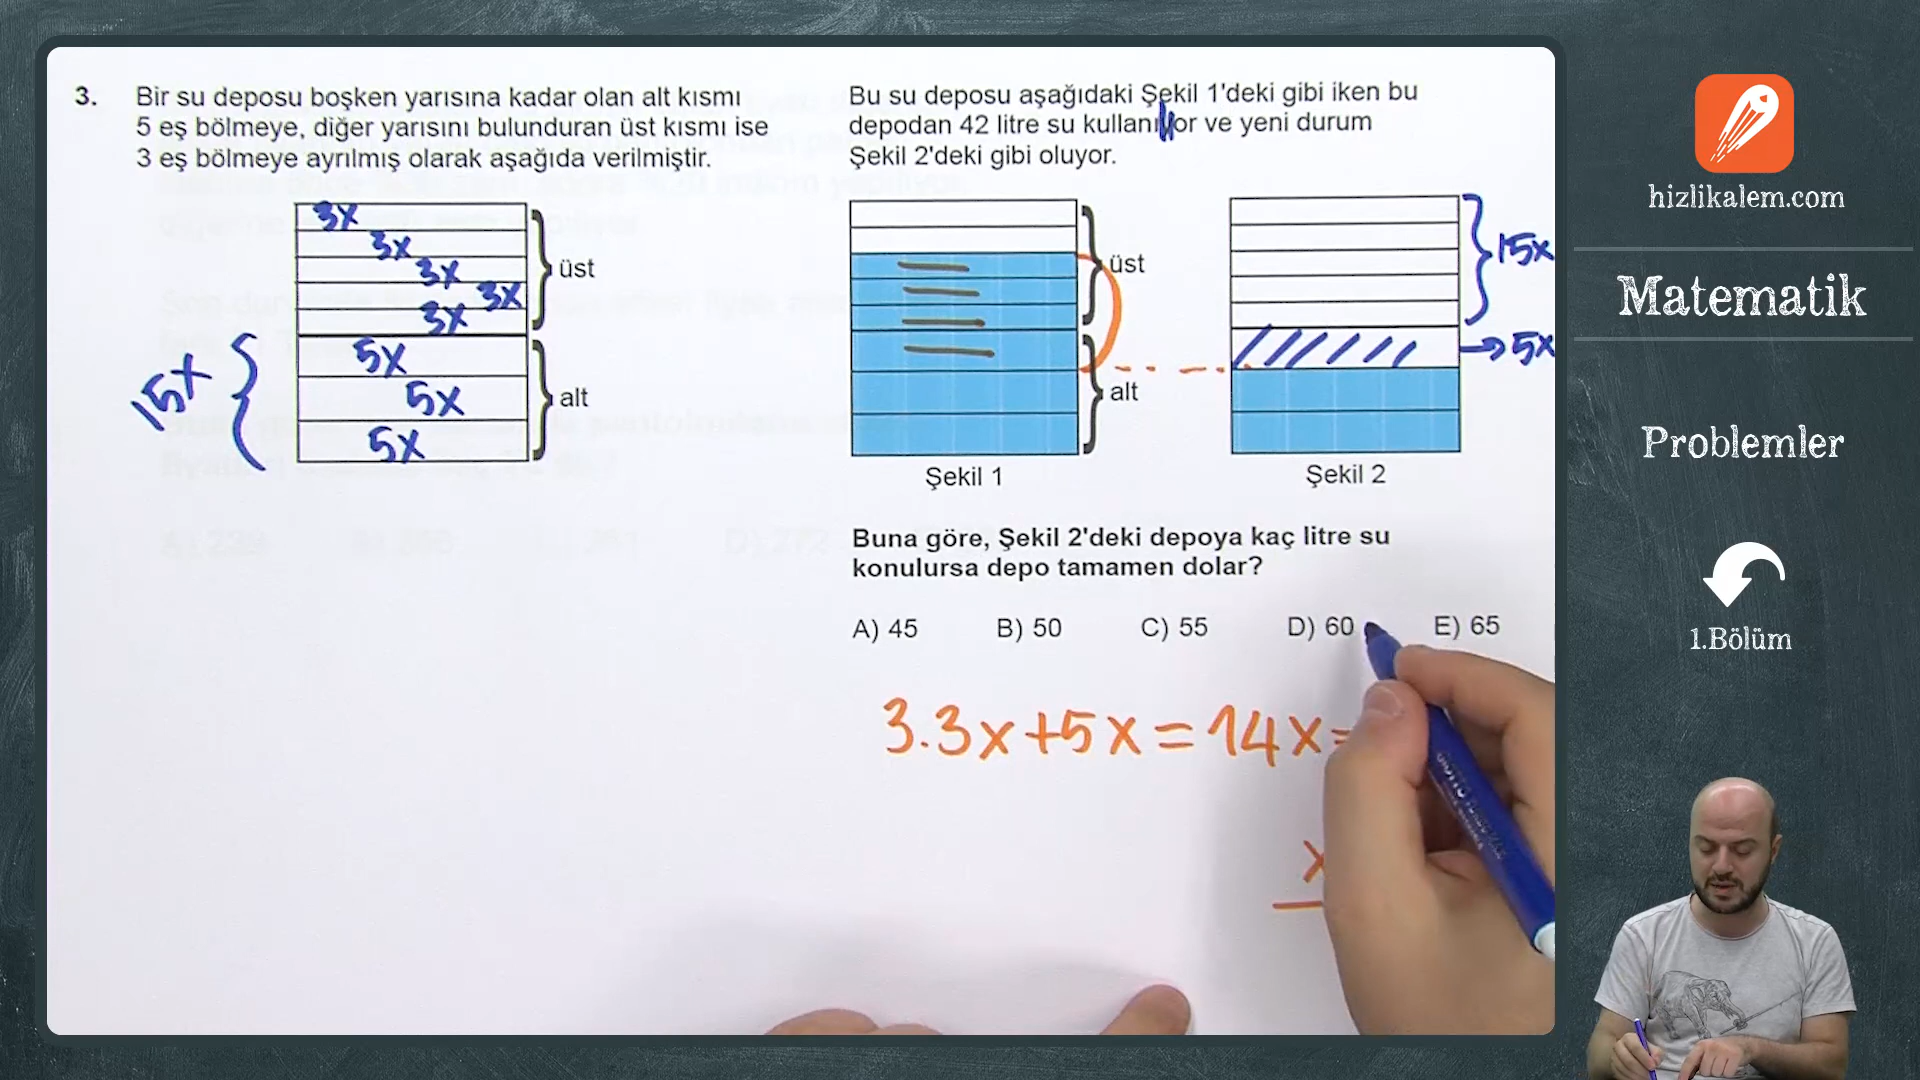 3. Bir su deposu boşken yarısına kadar olan alt kısmı
5 eş bölmeye, diğer yarısını bulunduran üst kısmı ise
3 eş bölmeye ayrılmış olarak aşağıda verilmiştir.
3x
3x
3x
3x
3x
üst
5x
5x
5x
alt
15x
Bu su deposu aşağıdaki Şekil 1'deki gibi iken bu
depodan 42 litre su kullanılıyor ve yeni durum
Şekil 2'deki gibi oluyor.
üst
alt
Şekil 1
15x
5x
Şekil 2
Buna göre, Şekil 2'deki depoya kaç litre su
konulursa depo tamamen dolar?
A) 45 B) 50 C) 55 D) 60 E) 65
3.3x+5x=14x=
x
hizlikalem.com
Matematik
Problemler
1.Bölüm